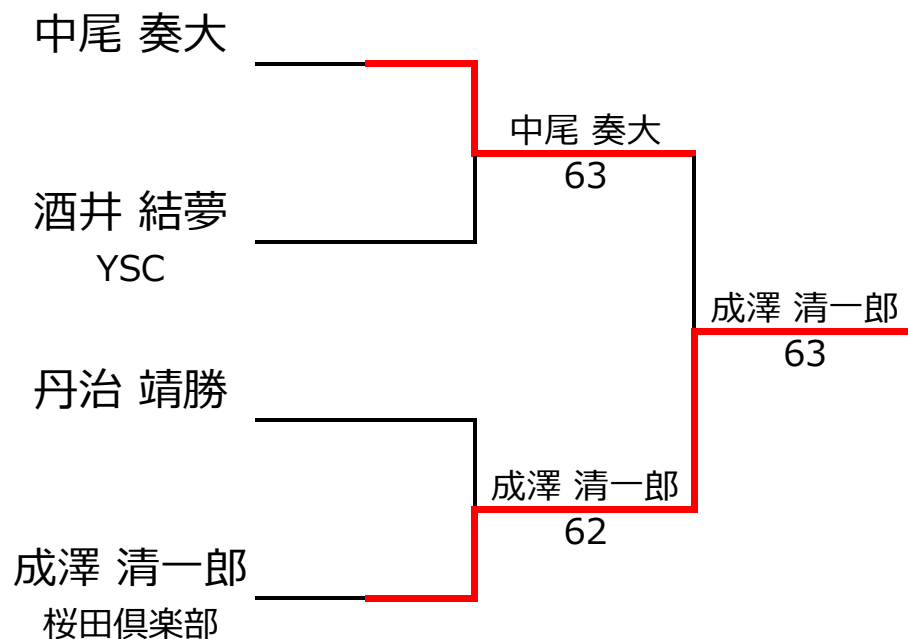 中尾 奏大
中尾 奏大
63
酒井 結夢
YSC
成澤 清一郎
63
丹治 靖勝
成澤 清一郎
62
成澤 清一郎
桜田倶楽部